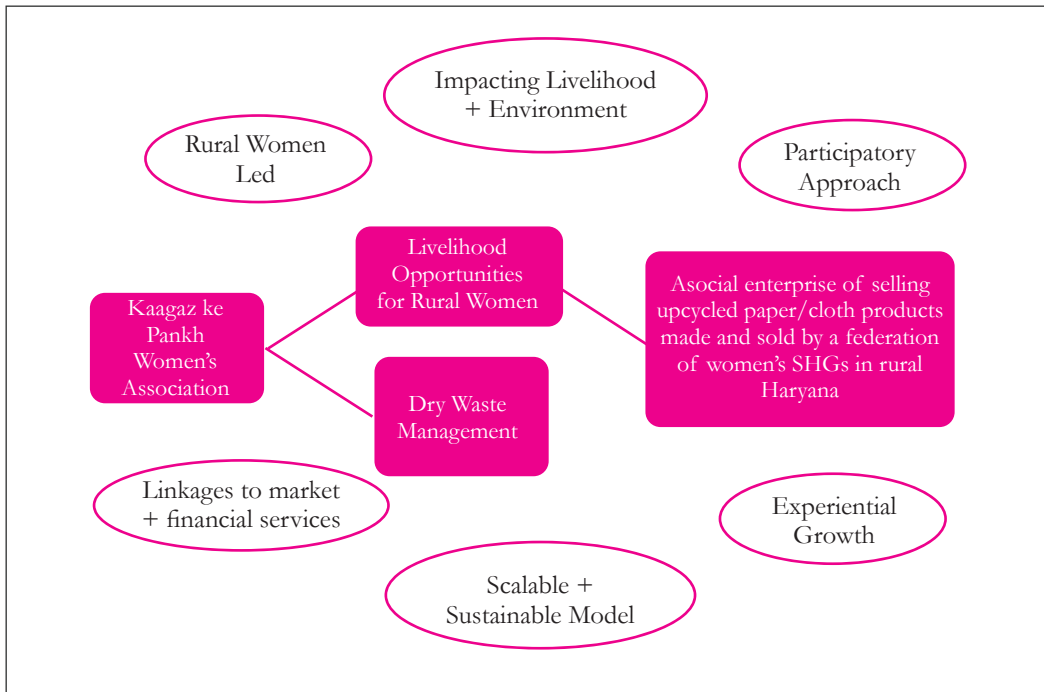 Impacting Livelihood
+ Environment
Rural Women
Led
Participatory
Approach
Livelihood
Opportunities
for Rural Women
Kaagaz ke
Pankh
Women's
Association
Asocial enterprise of selling
upcycled paper/cloth products
made and sold by a federation
of women's SHGs in rural
Haryana
Dry Waste
Management
Linkages to market
+ financial services
Experiential
Growth
Scalable +
Sustainable Model